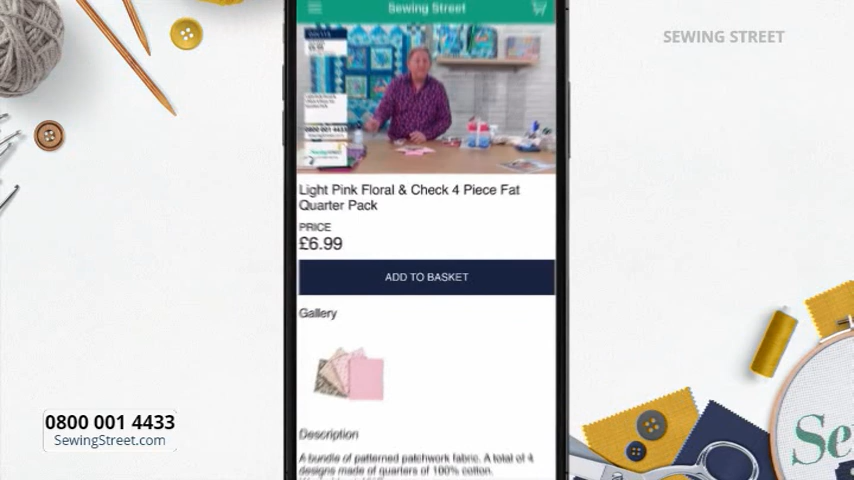 Sewing Street
SEWING STREET
0800 001 4433
Light Pink Floral & Check 4 Piece Fat
Quarter Pack
PRICE
£6.99
ADD TO BASKET
Gallery
Description
A bundle of patterned patchwork fabric. A total of 4
designs made of quarters of 100% cotton.
0800 001 4433
SewingStreet.com
Se